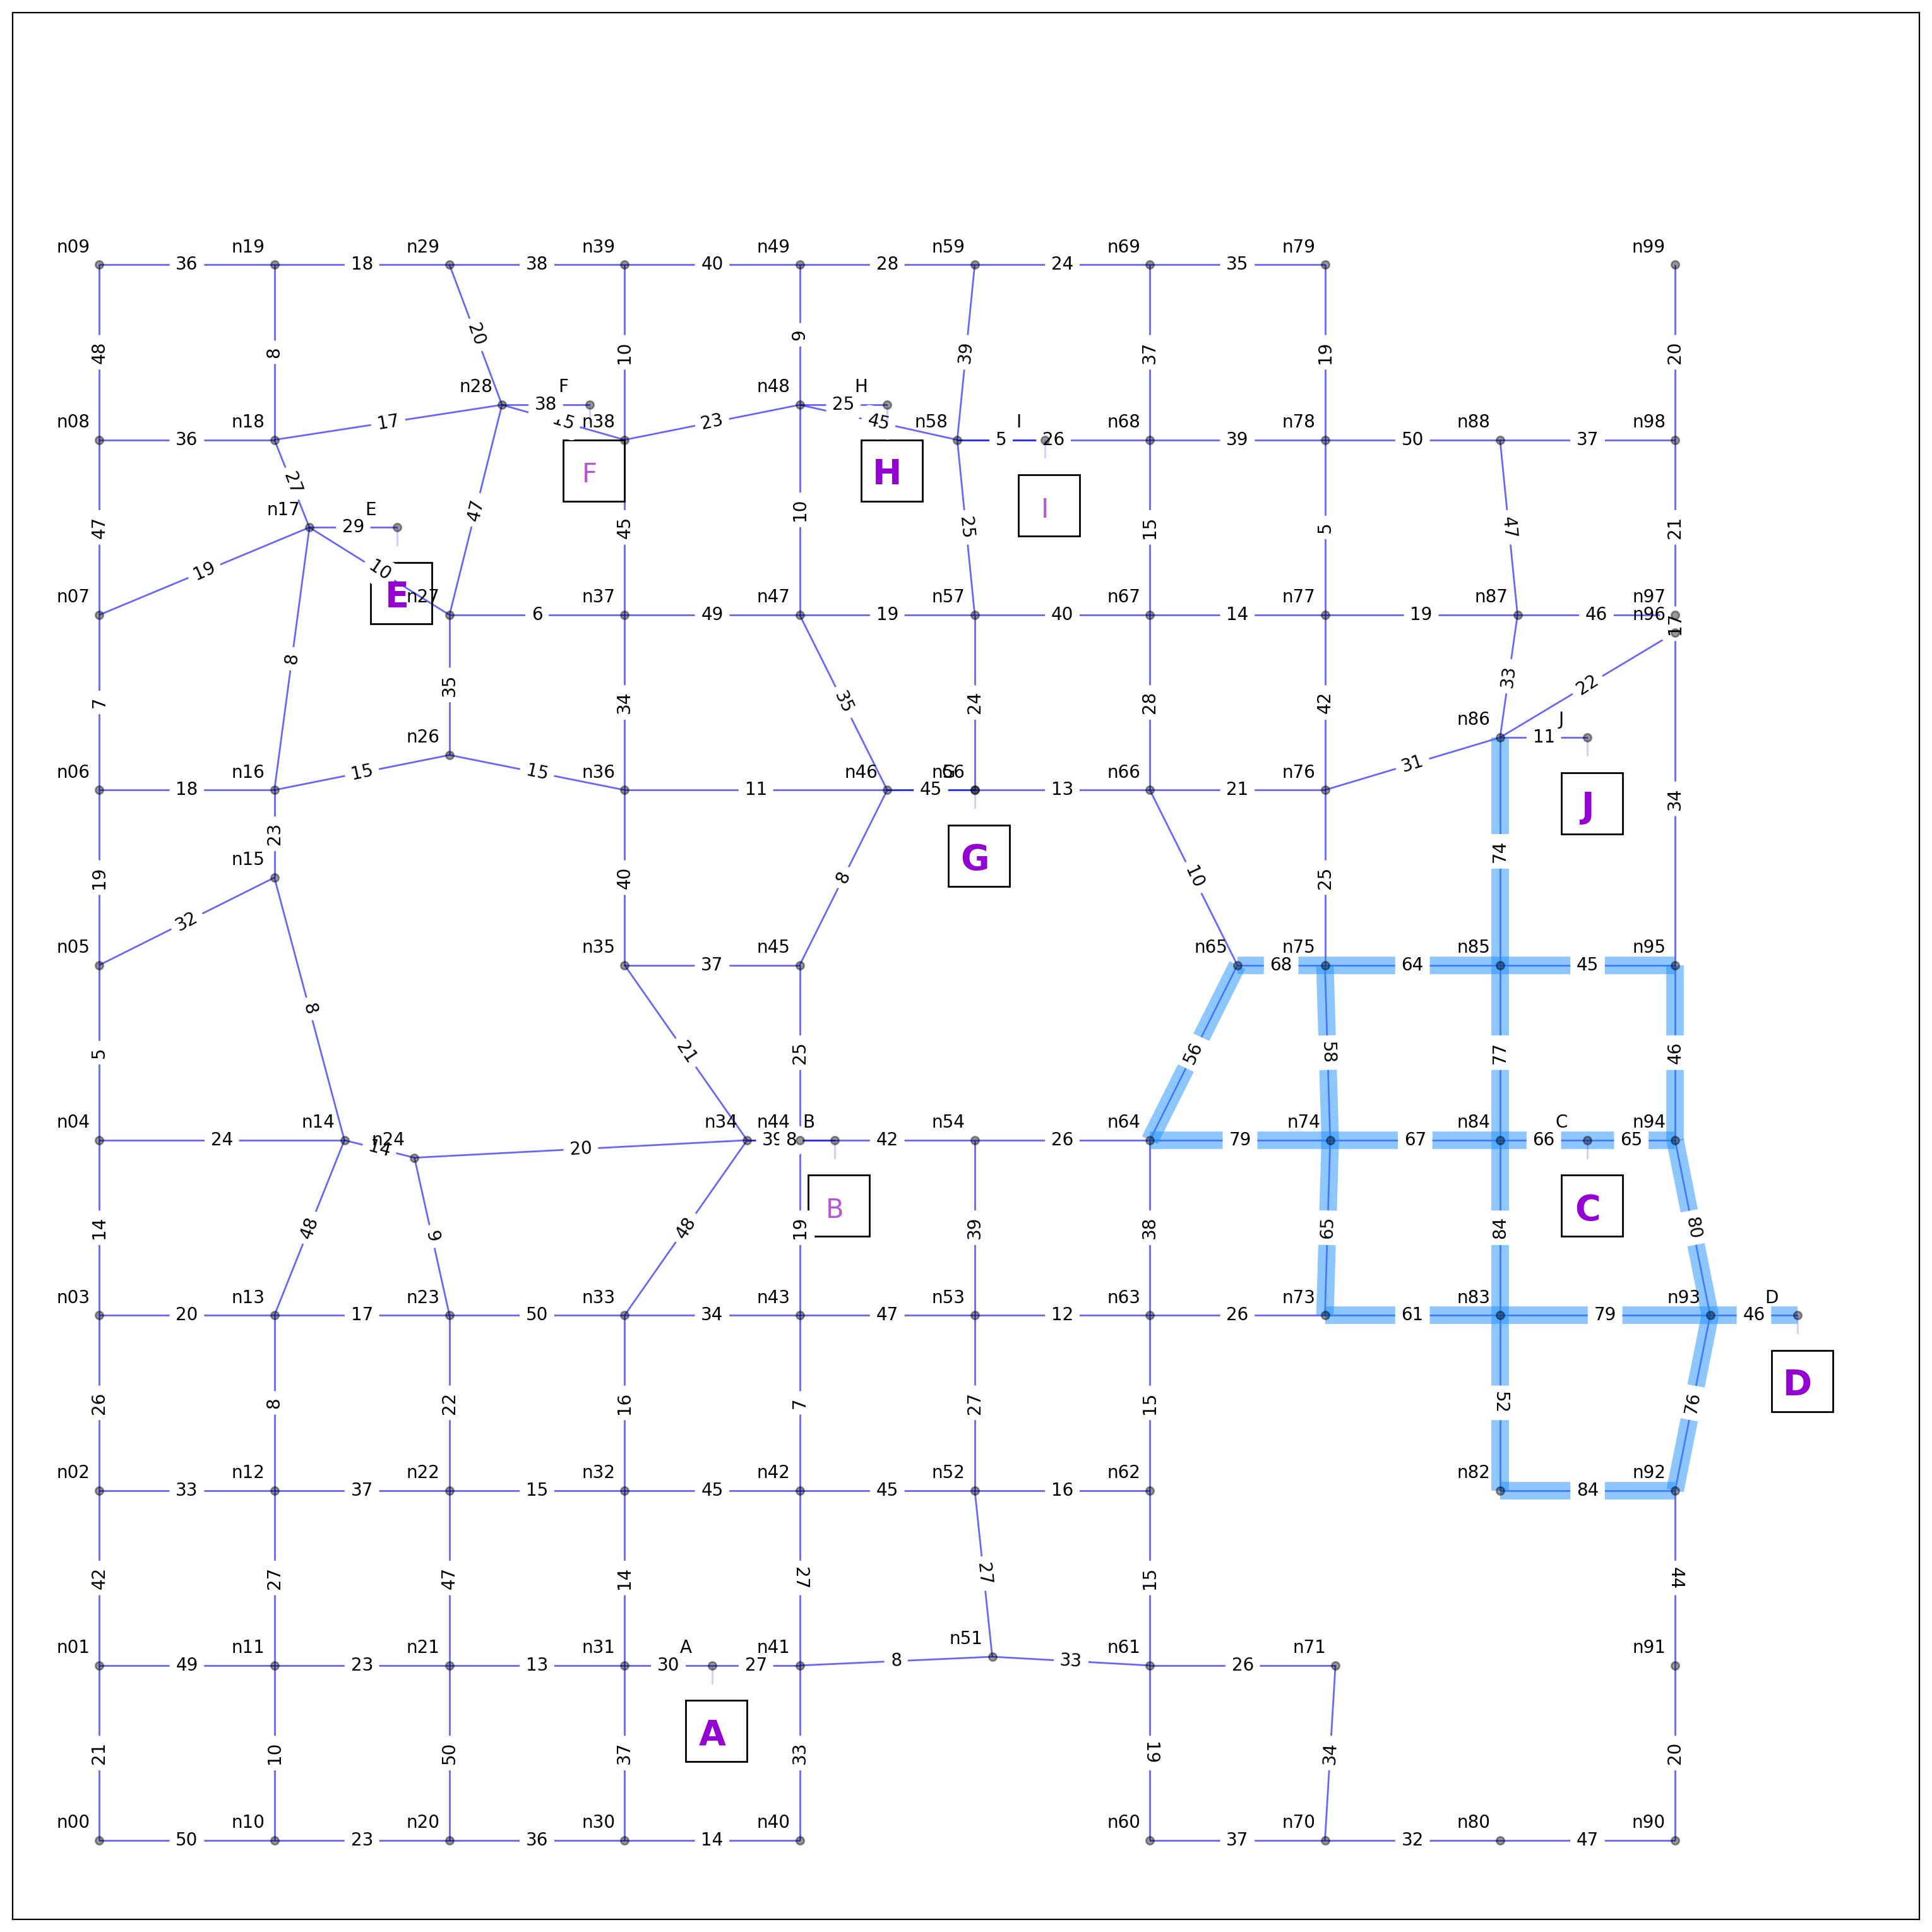 n09 36 n19 18 n29 38 n39 40 n49 28 n59 24 n69 35 n79 n99
48 8 20 10 9 39 37 19 20
n28 F 38 n48 H 25
n08 36 n18 17 n38 23 45 n58 5 I 26 n68 39 n78 50 n88 37 n98
F H I
27 n17 E 29
47 47 45 10 25 15 5 47 21
19 10 E
n07 n27 6 n37 49 n47 19 n57 40 n67 14 n77 19 n87 46 n97
n96 17
7 8 35 34 35 24 28 42 33 22 34
n86 J 11
n26 31 J
n06 18 n16 15 15 n36 11 n46 45 G n66 13 21 n76
23 n15 G
19 32 40 8 10 25 74
n05 n35 37 n45 n65 68 n75 64 n85 45 n95
5 8 21 25 56 58 77 46
n04 24 n14 14 n24 20 n34 39 n44 8 B 42 n54 26 n64 79 n74 67 n84 66 C 65 n94
B C
14 48 6 48 19 39 38 65 84 80
n03 20 n13 17 n23 50 n33 34 n43 47 n53 12 n63 26 n73 61 n83 79 n93 46 D
D
26 8 22 16 7 27 15 52 76
n02 33 n12 37 n22 15 n32 45 n42 45 n52 16 n62 n82 84 n92
42 27 47 14 27 27 15 44
n01 49 n11 23 n21 13 n31 30 A 27 n41 8 n51 33 n61 26 n71 n91
A
21 10 50 37 33 19 34 20
n00 50 n10 23 n20 36 n30 14 n40 n60 37 n70 32 n80 47 n90